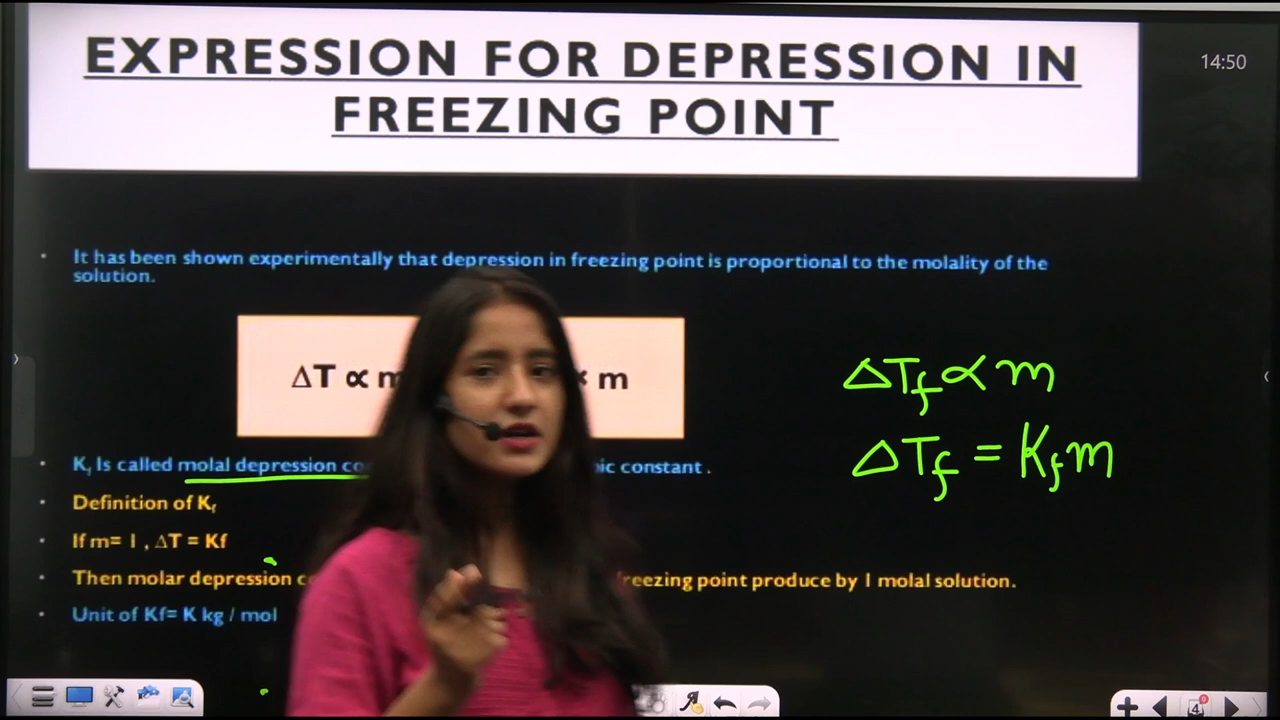 EXPRESSION FOR DEPRESSION IN
FREEZING POINT
14:50
• It has been shown experimentally that depression in freezing point is proportional to the molality of the
solution.
ΔT ∝ m
m
ΔTf ∝ m
ΔTf = Kf m
• Kf Is called molal depression constant .
• Definition of Kf
• If m= 1 , ΔT = Kf
• Then molar depression freezing point produce by 1 molal solution.
• Unit of Kf= K kg / mol
4